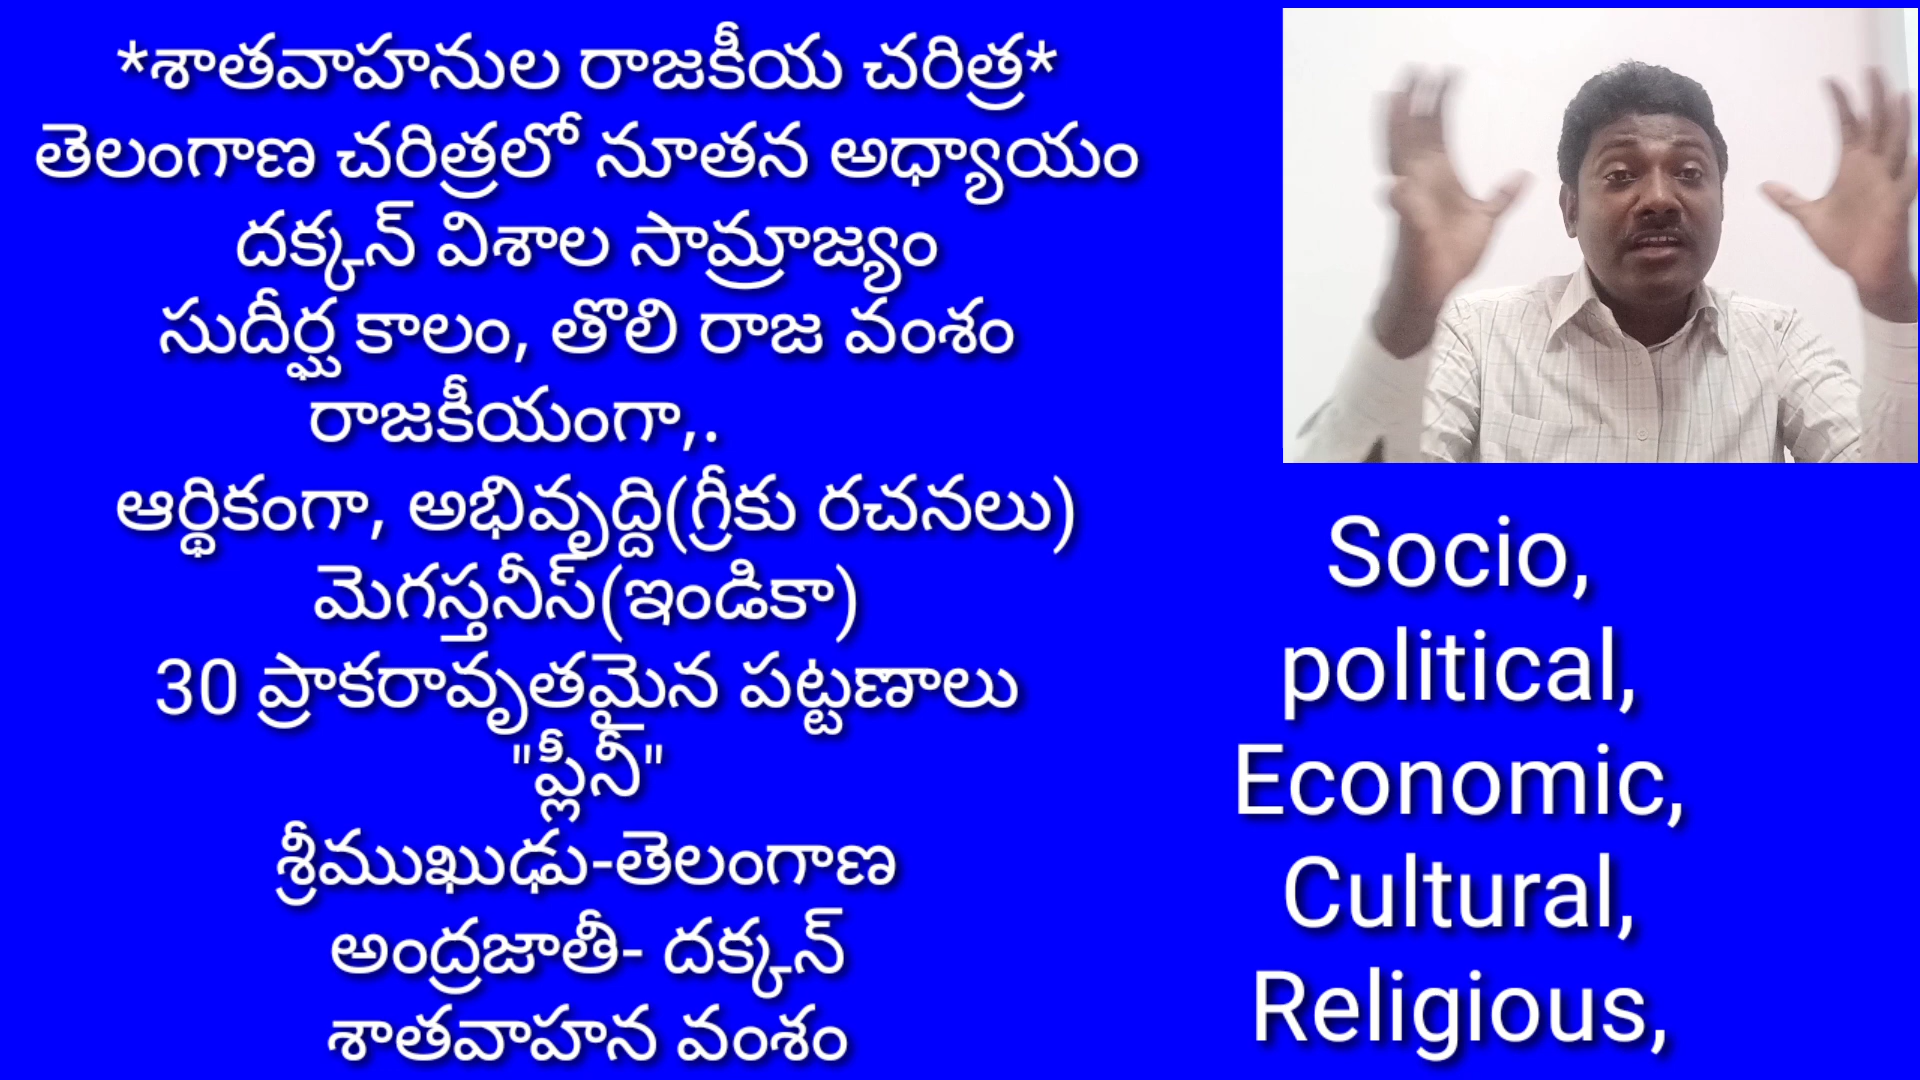 *శాతవాహనుల రాజకీయ చరిత్ర*
తెలంగాణ చరిత్రలో నూతన అధ్యాయం
దక్కన్ విశాల సామ్రాజ్యం
సుదీర్ఘ కాలం, తొలి రాజ వంశం
రాజకీయంగా,.
ఆర్థికంగా, అభివృద్ది(గ్రీకు రచనలు)
మెగస్తనీస్(ఇండికా)
30 ప్రాకరావృతమైన పట్టణాలు
"ప్లీనీ"
శ్రీముఖుఢు-తెలంగాణ
అంద్రజాతీ- దక్కన్
శాతవాహన వంశం
Socio,
political,
Economic,
Cultural,
Religious,